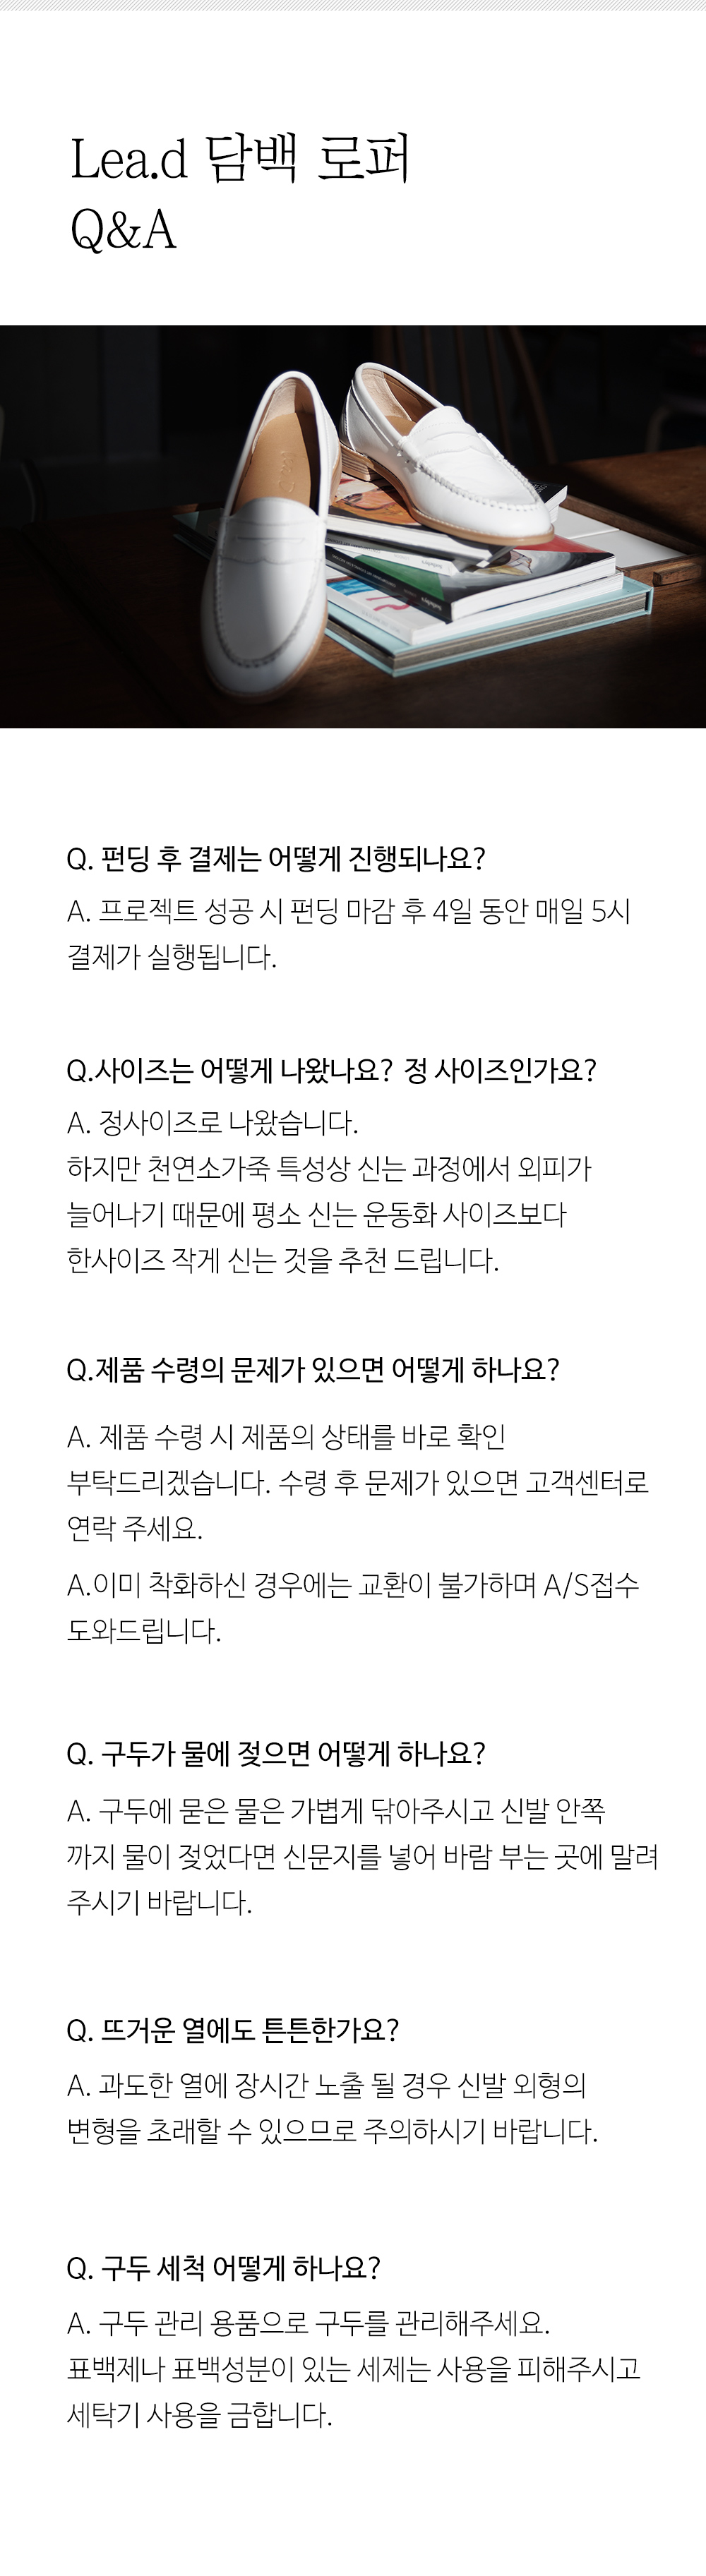 Lea.d 담백 로퍼
Q&A
Q. 펀딩 후 결제는 어떻게 진행되나요?
A. 프로젝트 성공 시 펀딩 마감 후 4일 동안 매일 5시
결제가 실행됩니다.
Q.사이즈는 어떻게 나왔나요? 정 사이즈인가요?
A. 정사이즈로 나왔습니다.
하지만 천연소가죽 특성상 신는 과정에서 외피가
늘어나기 때문에 평소 신는 운동화 사이즈보다
한사이즈 작게 신는 것을 추천 드립니다.
Q.제품 수령의 문제가 있으면 어떻게 하나요?
A. 제품 수령 시 제품의 상태를 바로 확인
부탁드리겠습니다. 수령 후 문제가 있으면 고객센터로
연락 주세요.
A.이미 착화하신 경우에는 교환이 불가하며 A/S접수
도와드립니다.
Q. 구두가 물에 젖으면 어떻게 하나요?
A. 구두에 묻은 물은 가볍게 닦아주시고 신발 안쪽
까지 물이 젖었다면 신문지를 넣어 바람 부는 곳에 말려
주시기 바랍니다.
Q. 뜨거운 열에도 튼튼한가요?
A. 과도한 열에 장시간 노출 될 경우 신발 외형의
변형을 초래할 수 있으므로 주의하시기 바랍니다.
Q. 구두 세척 어떻게 하나요?
A. 구두 관리 용품으로 구두를 관리해주세요.
표백제나 표백성분이 있는 세제는 사용을 피해주시고
세탁기 사용을 금합니다.